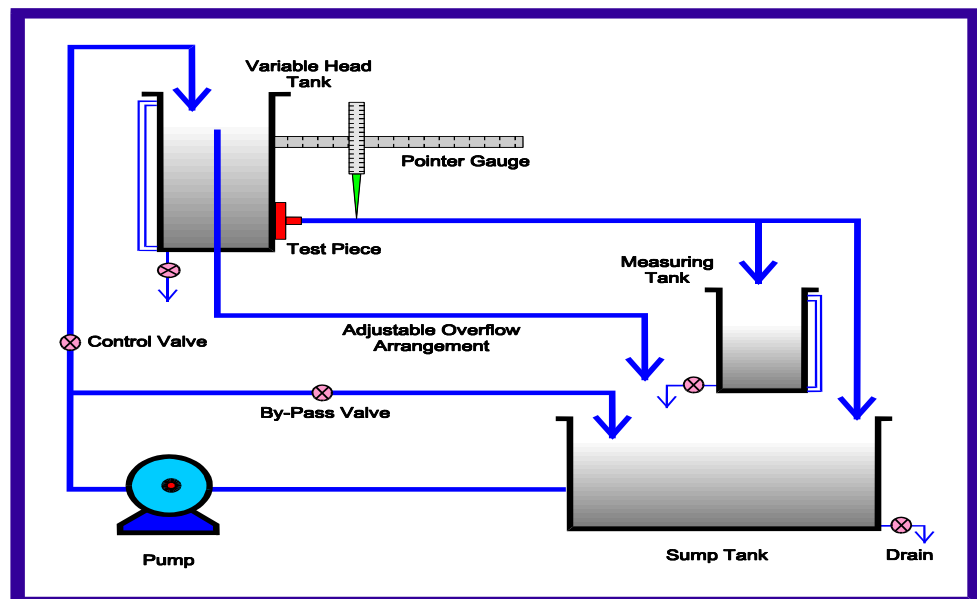 Variable Head
Tank
Pointer Gauge
Test Piece
Measuring
Tank
Adjustable Overflow
Arrangement
Control Valve
By-Pass Valve
Pump
Sump Tank
Drain